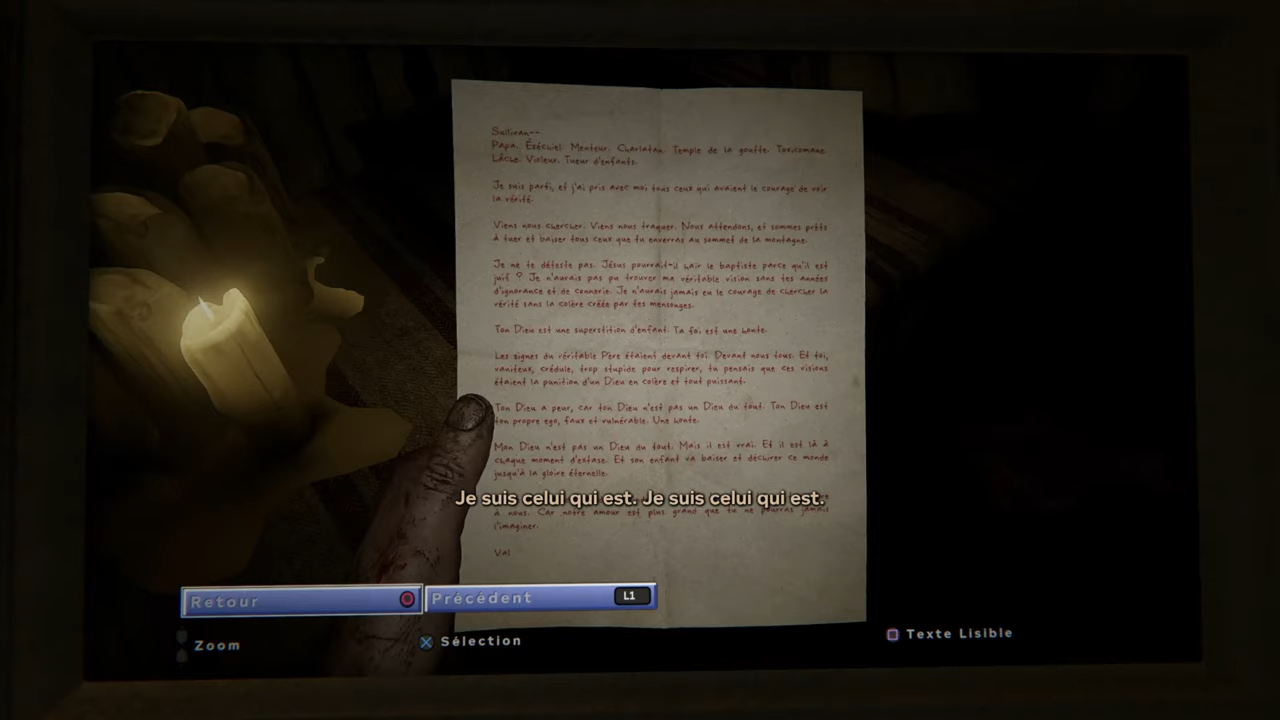 Sullivan--
Papa. Ézéchiel. Menteur. Charlatan. Temple de la goutte. Toxicomane.
Lâche. Violeur. Tueur d'enfants.
Je suis parti, et j'ai pris avec moi tous ceux qui avaient le courage de voir
la vérité.
Viens nous chercher. Viens nous traquer. Nous attendons, et sommes prêts
à tuer et baiser tous ceux que tu enverras au sommet de la montagne.
Je ne te déteste pas. Jésus pourrait-il haïr le baptiste parce qu'il est
juif ? Je n'aurais pas pu trouver ma véritable vision sans tes années
d'ignorance et de connerie. Je n'aurais jamais eu le courage de chercher la
vérité sans la colère créée par tes mensonges.
Ton Dieu est une superstition d'enfant. Ta foi est une honte.
Les signes du véritable Père étaient devant toi. Devant nous tous. Et toi,
vaniteux, crédule, trop stupide pour respirer, tu pensais que ces visions
étaient la punition d'un Dieu en colère et tout puissant.
Ton Dieu a peur, car ton Dieu n'est pas un Dieu du tout. Ton Dieu est
ton propre ego, faux et vulnérable. Une honte.
Mon Dieu n'est pas un Dieu du tout. Mais il est vrai. Et il est là à
chaque moment d'extase. Et son enfant va baiser et déchirer ce monde
jusqu'à la gloire éternelle.
Je suis celui qui est. Je suis celui qui est.
à nous. Car notre amour est plus grand que tu ne pourras jamais
l'imaginer.
Val
Retour
Précédent L1
Zoom
Sélection
Texte Lisible